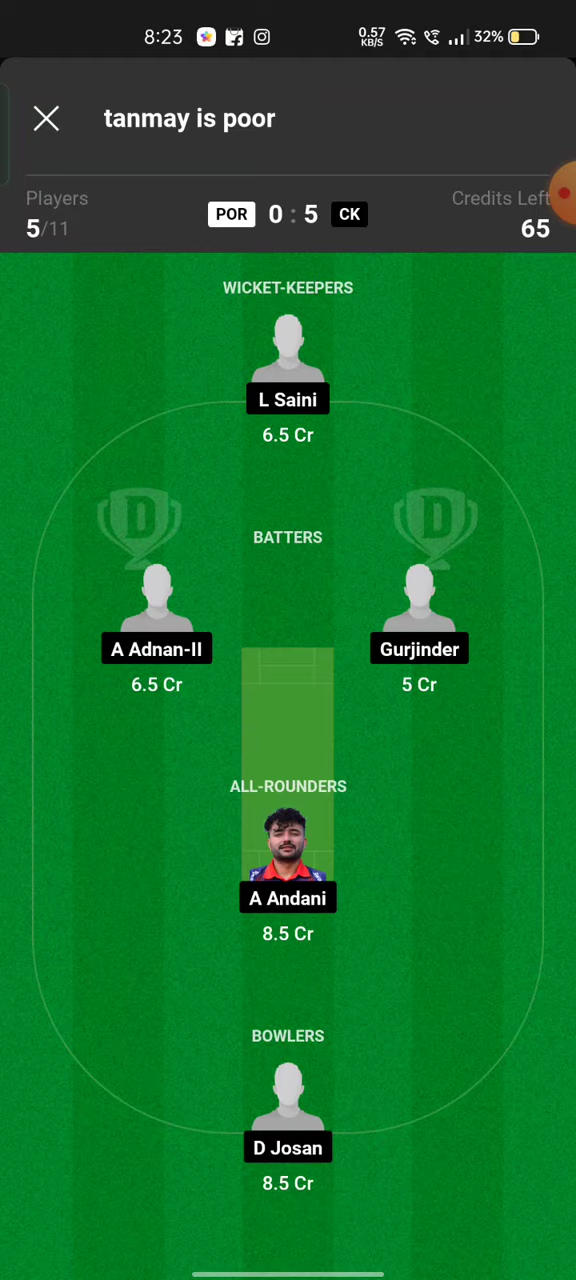 8:23 0.57 KB/S 32%
tanmay is poor
Players Credits Left
5/11 POR 0 : 5 CK 65
WICKET-KEEPERS
L Saini
6.5 Cr
D D
BATTERS
A Adnan-II Gurjinder
6.5 Cr 5 Cr
ALL-ROUNDERS
A Andani
8.5 Cr
BOWLERS
D Josan
8.5 Cr